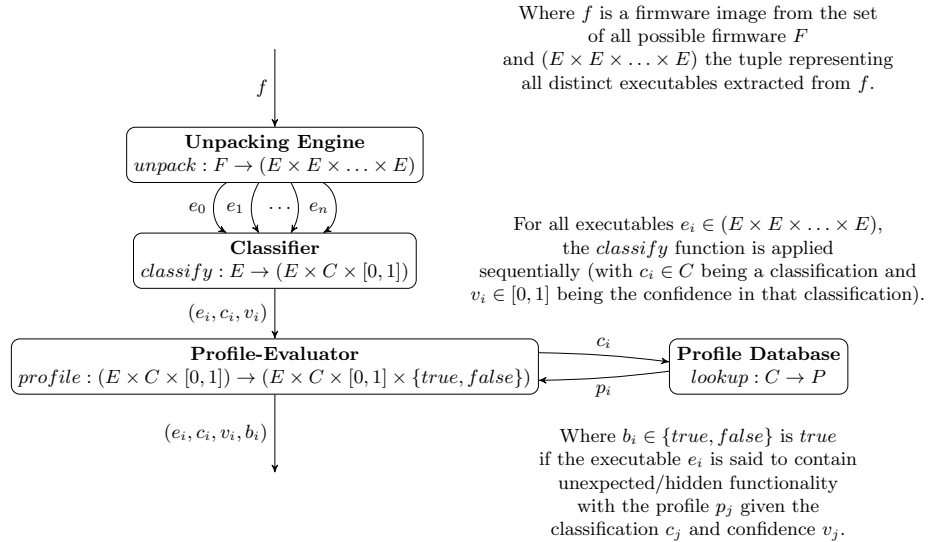 Where f is a firmware image from the set
of all possible firmware F
and (E × E × . . . × E) the tuple representing
all distinct executables extracted from f.
f
Unpacking Engine
unpack : F → (E × E × . . . × E)
e₀ e₁ . . . eₙ
For all executables eᵢ ∈ (E × E × . . . × E),
the classify function is applied
sequentially (with cᵢ ∈ C being a classification and
vᵢ ∈ [0, 1] being the confidence in that classification).
Classifier
classify : E → (E × C × [0, 1])
(eᵢ, cᵢ, vᵢ)
Profile-Evaluator
profile : (E × C × [0, 1]) → (E × C × [0, 1] × {true, false})
cᵢ
pᵢ
Profile Database
lookup : C → P
(eᵢ, cᵢ, vᵢ, bᵢ)
Where bᵢ ∈ {true, false} is true
if the executable eᵢ is said to contain
unexpected/hidden functionality
with the profile pⱼ given the
classification cⱼ and confidence vⱼ.